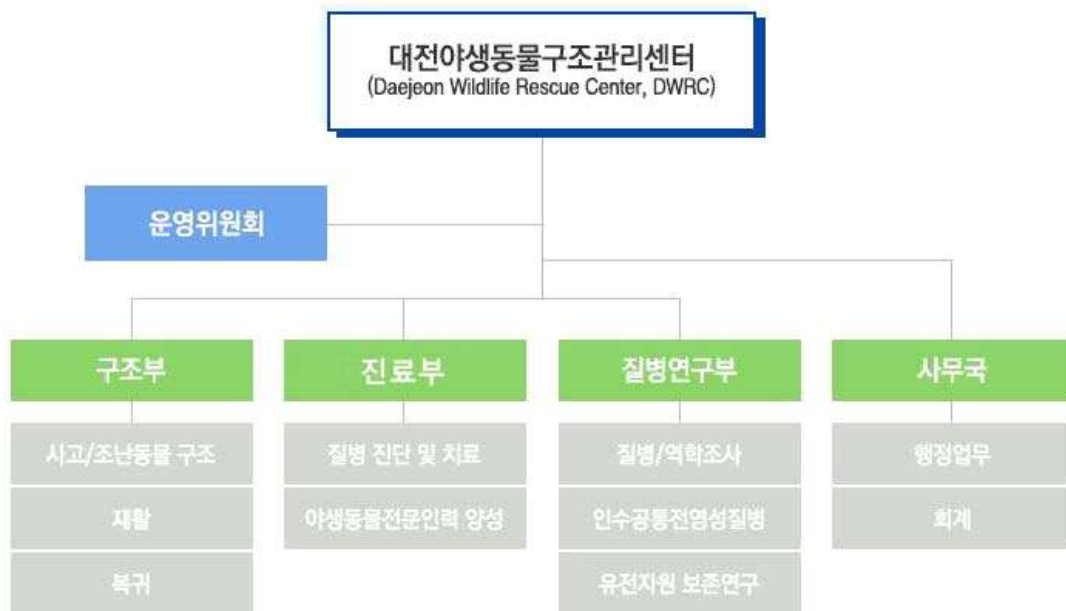 대전야생동물구조관리센터
(Daejeon Wildlife Rescue Center, DWRC)
운영위원회
구조부
진료부
질병연구부
사무국
사고/조난동물 구조
질병 진단 및 치료
질병/역학조사
행정업무
재활
야생동물전문인력 양성
인수공통전염성질병
회계
복귀
유전자원 보존연구